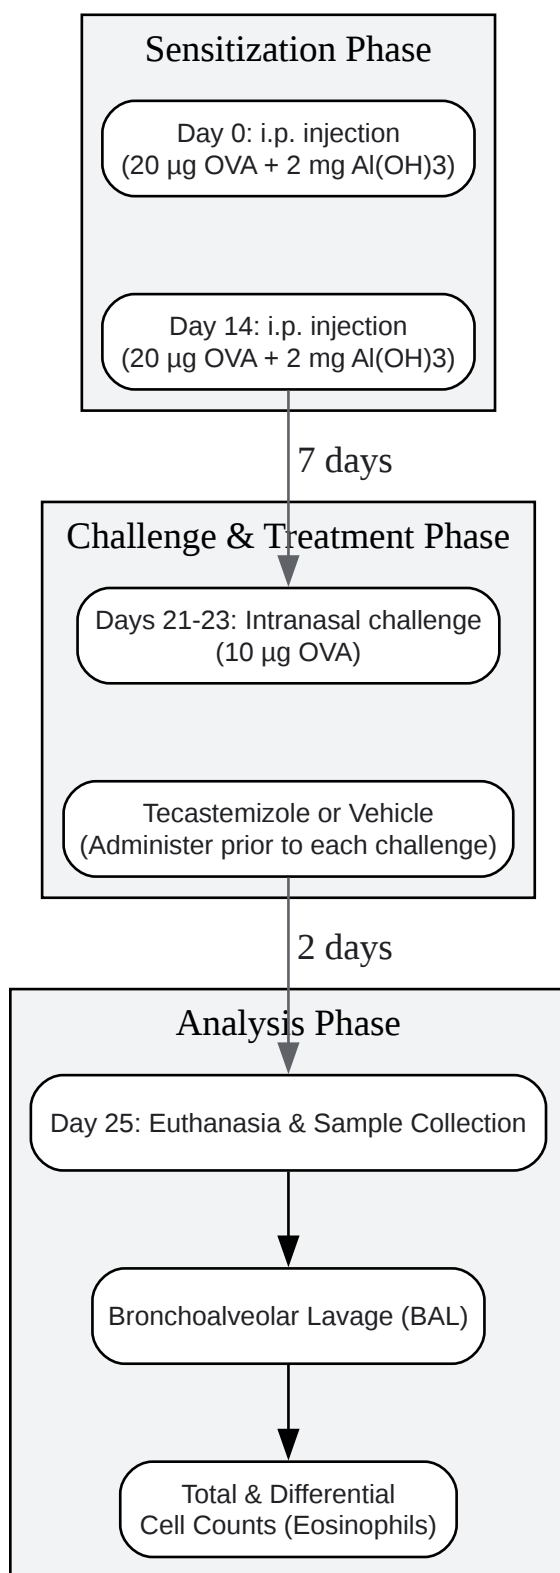 Sensitization Phase
Day 0: i.p. injection
(20 µg OVA + 2 mg Al(OH)3)
Day 14: i.p. injection
(20 µg OVA + 2 mg Al(OH)3)
7 days
Challenge & Treatment Phase
Days 21-23: Intranasal challenge
(10 µg OVA)
Tecastemizole or Vehicle
(Administer prior to each challenge)
2 days
Analysis Phase
Day 25: Euthanasia & Sample Collection
Bronchoalveolar Lavage (BAL)
Total & Differential
Cell Counts (Eosinophils)